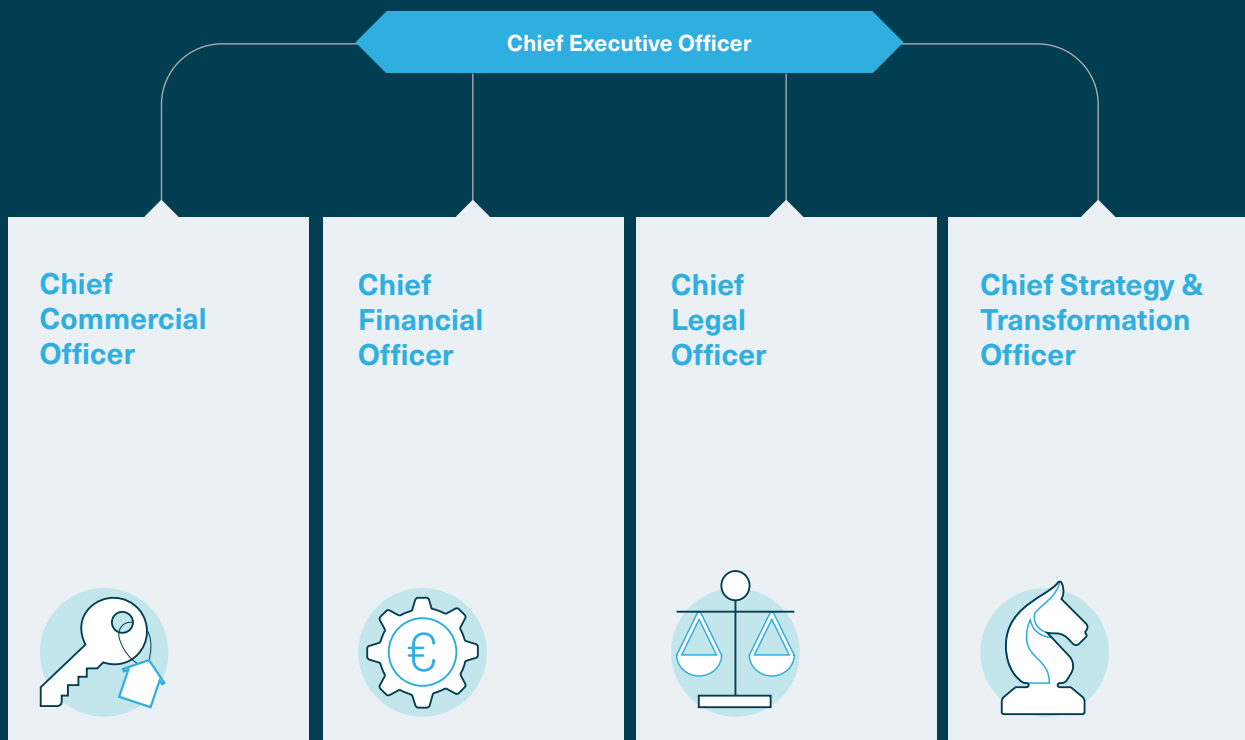 Chief Executive Officer
Chief
Commercial
Officer
Chief
Financial
Officer
Chief
Legal
Officer
Chief Strategy &
Transformation
Officer
€